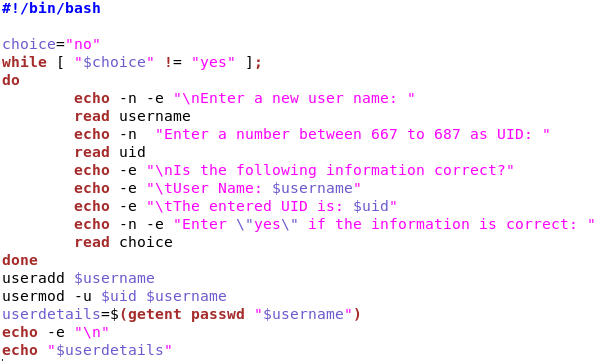 #!/bin/bash

choice="no"
while [ "$choice" != "yes" ];
do
        echo -n -e "\nEnter a new user name: "
        read username
        echo -n  "Enter a number between 667 to 687 as UID: "
        read uid
        echo -e "\nIs the following information correct?"
        echo -e "\tUser Name: $username"
        echo -e "\tThe entered UID is: $uid"
        echo -n -e "Enter \"yes\" if the information is correct: "
        read choice
done
useradd $username
usermod -u $uid $username
userdetails=$(getent passwd "$username")
echo -e "\n"
echo "$userdetails"